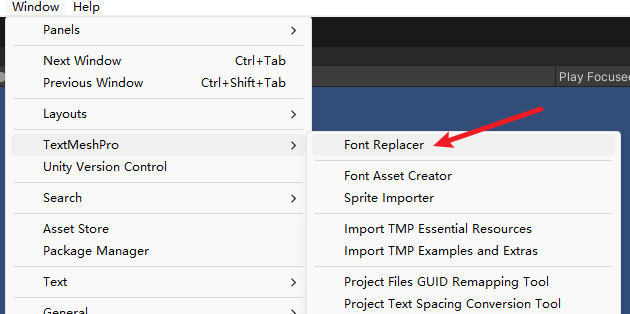 Window Help
Panels
Next Window Ctrl+Tab
Previous Window Ctrl+Shift+Tab
Play Focused
Layouts
TextMeshPro
Font Replacer
Unity Version Control
Font Asset Creator
Search
Sprite Importer
Asset Store
Import TMP Essential Resources
Package Manager
Import TMP Examples and Extras
Text
Project Files GUID Remapping Tool
Project Text Spacing Conversion Tool
General